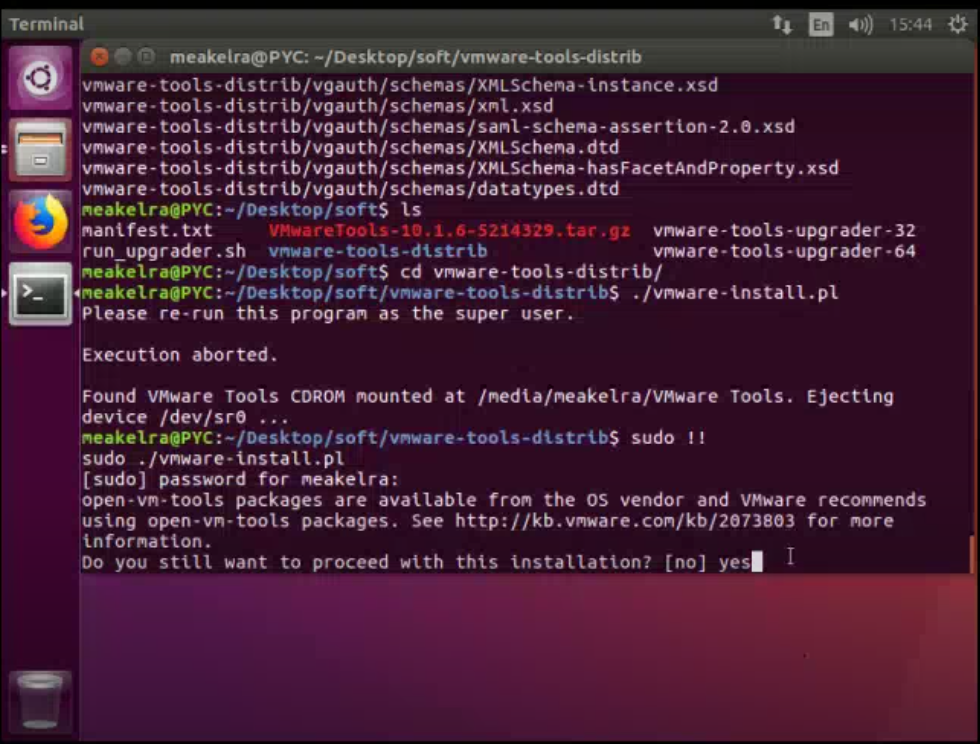 Terminal
En
15:44
meakelra@PYC: ~/Desktop/soft/vmware-tools-distrib
vmware-tools-distrib/vgauth/schemas/XMLSchema-instance.xsd
vmware-tools-distrib/vgauth/schemas/xml.xsd
vmware-tools-distrib/vgauth/schemas/saml-schema-assertion-2.0.xsd
vmware-tools-distrib/vgauth/schemas/XMLSchema.dtd
vmware-tools-distrib/vgauth/schemas/XMLSchema-hasFacetAndProperty.xsd
vmware-tools-distrib/vgauth/schemas/datatypes.dtd
meakelra@PYC:~/Desktop/soft$ ls
manifest.txt VMwareTools-10.1.6-5214329.tar.gz vmware-tools-upgrader-32
run_upgrader.sh vmware-tools-distrib vmware-tools-upgrader-64
meakelra@PYC:~/Desktop/soft$ cd vmware-tools-distrib/
meakelra@PYC:~/Desktop/soft/vmware-tools-distrib$ ./vmware-install.pl
Please re-run this program as the super user.
Execution aborted.
Found VMware Tools CDROM mounted at /media/meakelra/VMware Tools. Ejecting
device /dev/sr0 ...
meakelra@PYC:~/Desktop/soft/vmware-tools-distrib$ sudo !!
sudo ./vmware-install.pl
[sudo] password for meakelra:
open-vm-tools packages are available from the OS vendor and VMware recommends
using open-vm-tools packages. See http://kb.vmware.com/kb/2073803 for more
information.
Do you still want to proceed with this installation? [no] yes